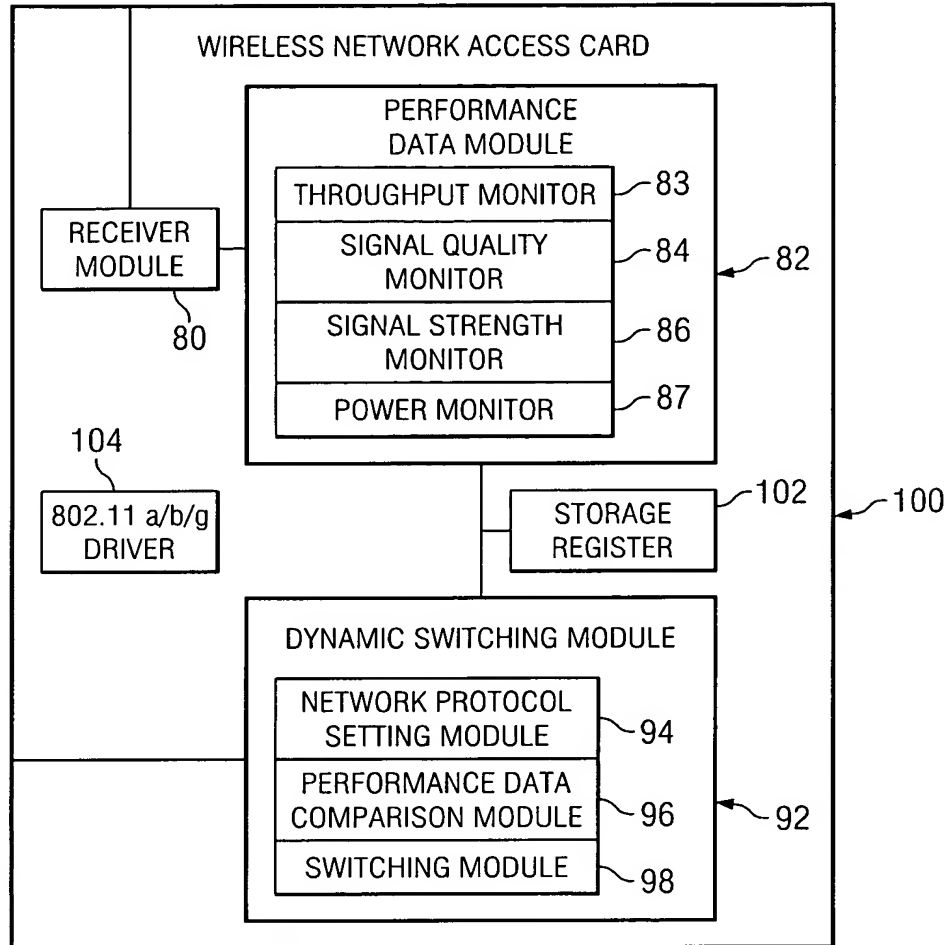 WIRELESS NETWORK ACCESS CARD
PERFORMANCE
DATA MODULE
THROUGHPUT MONITOR
83
SIGNAL QUALITY
MONITOR
84
SIGNAL STRENGTH
MONITOR
86
POWER MONITOR
87
82
RECEIVER
MODULE
80
104
802.11 a/b/g
DRIVER
STORAGE
REGISTER
102
100
DYNAMIC SWITCHING MODULE
NETWORK PROTOCOL
SETTING MODULE
94
PERFORMANCE DATA
COMPARISON MODULE
96
SWITCHING MODULE
98
92